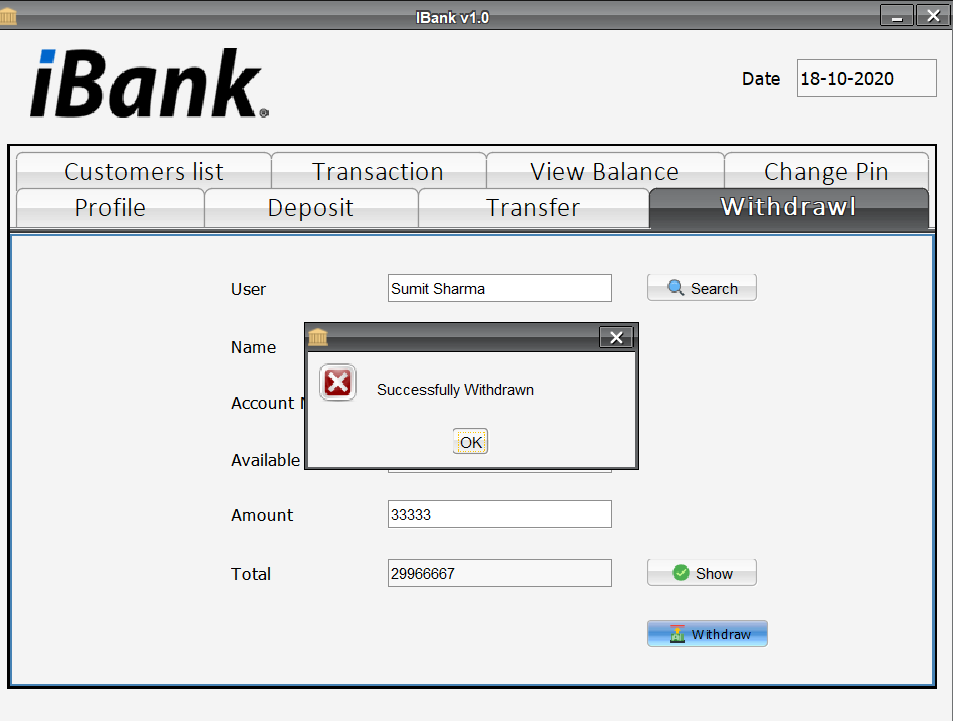 IBank v1.0
iBank®
Date 18-10-2020
Customers list Transaction View Balance Change Pin
Profile Deposit Transfer Withdrawl
User Sumit Sharma Search
Name
Successfully Withdrawn
Account
OK
Available
Amount 33333
Total 29966667 Show
Withdraw